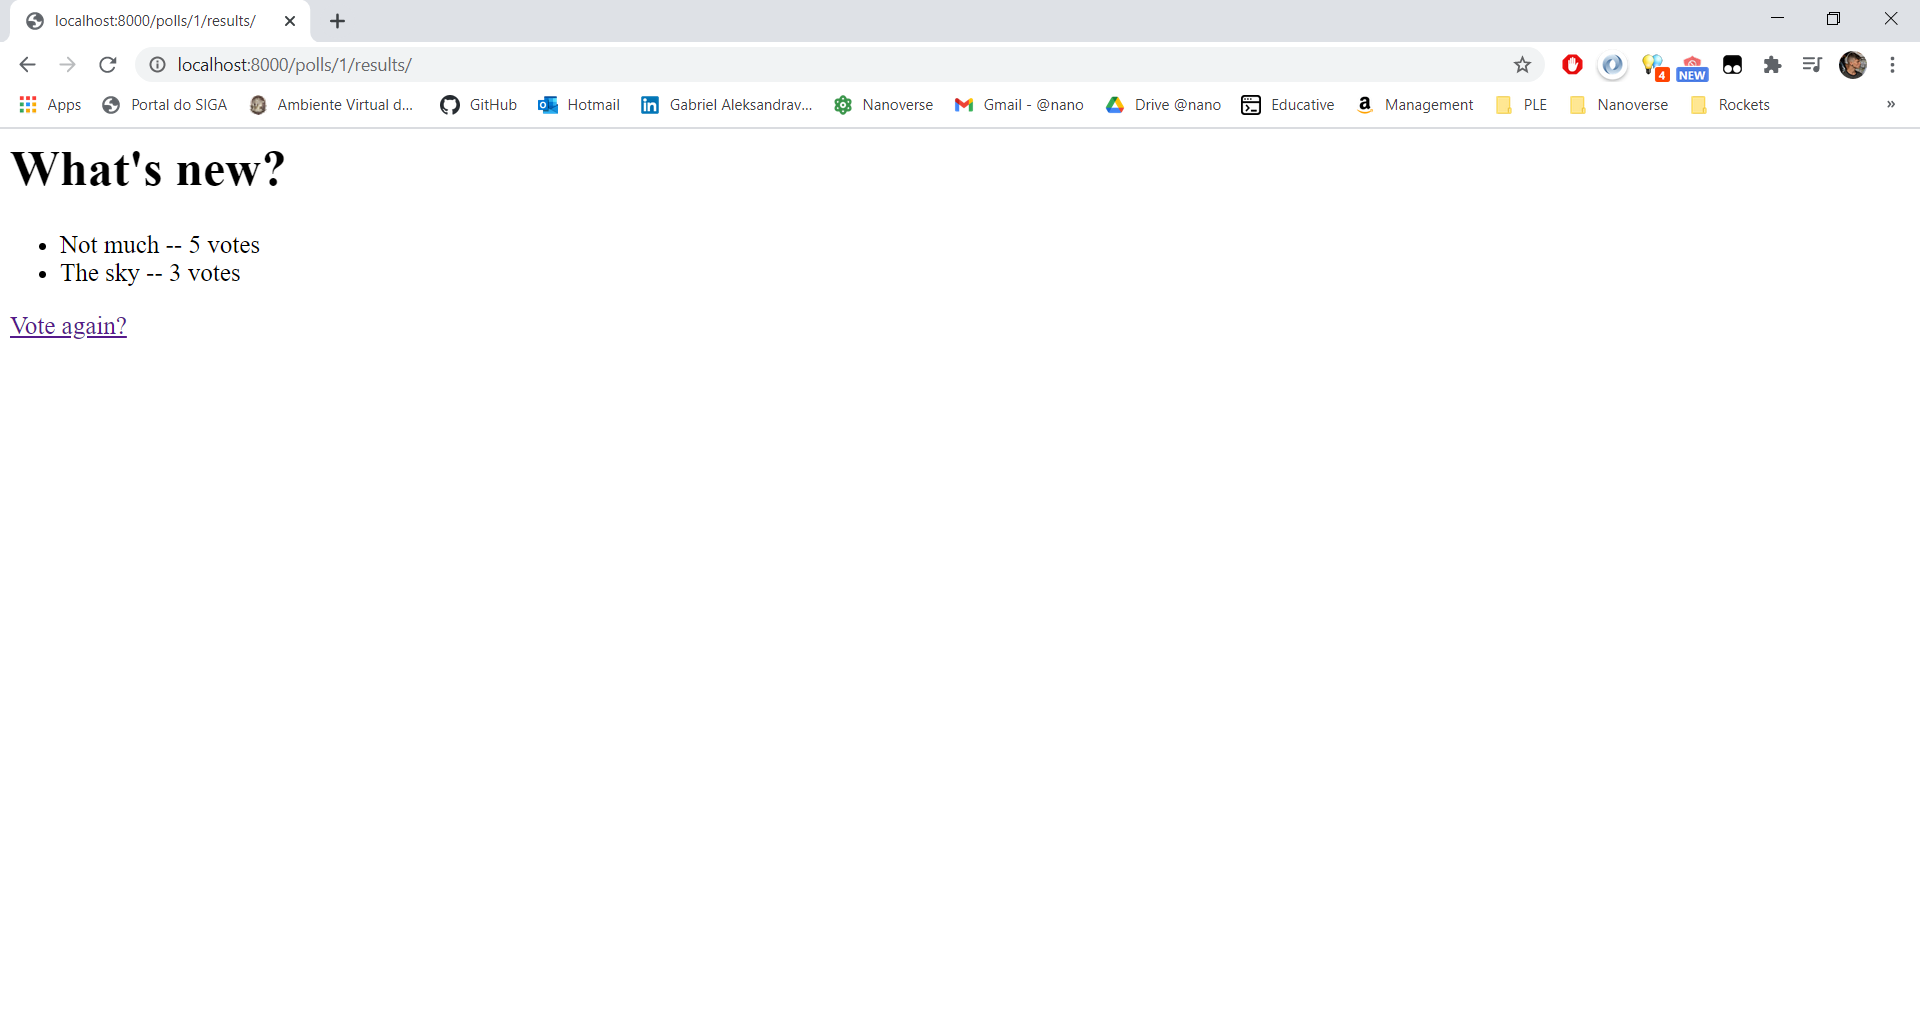 localhost:8000/polls/1/results/
localhost:8000/polls/1/results/
4
NEW
Apps Portal do SIGA Ambiente Virtual d... GitHub Hotmail Gabriel Aleksandrav... Nanoverse Gmail - @nano Drive @nano Educative Management PLE Nanoverse Rockets »
What's new?
• Not much -- 5 votes
• The sky -- 3 votes
Vote again?